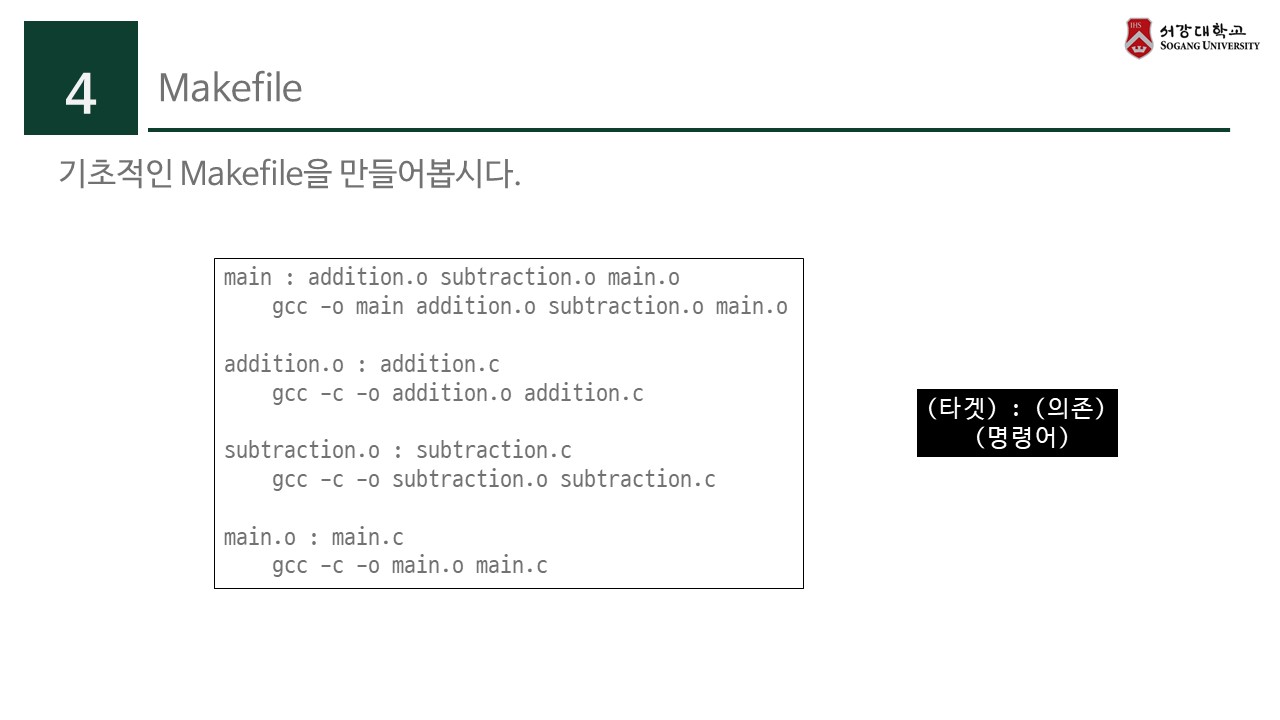 4
Makefile
IHS
서강대학교
SOGANG UNIVERSITY
기초적인 Makefile을 만들어봅시다.
main : addition.o subtraction.o main.o
    gcc -o main addition.o subtraction.o main.o
addition.o : addition.c
    gcc -c -o addition.o addition.c
subtraction.o : subtraction.c
    gcc -c -o subtraction.o subtraction.c
main.o : main.c
    gcc -c -o main.o main.c
(타겟) : (의존)
(명령어)